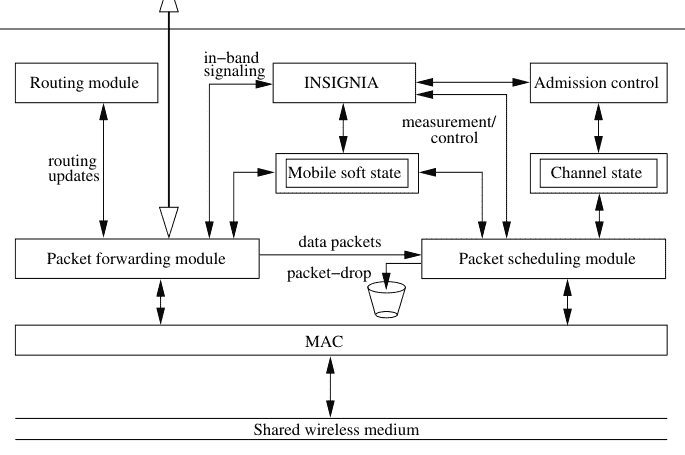 in−band
signaling
Routing module
INSIGNIA
Admission control
measurement/
control
routing
updates
Mobile soft state
Channel state
data packets
Packet forwarding module
Packet scheduling module
packet−drop
MAC
Shared wireless medium